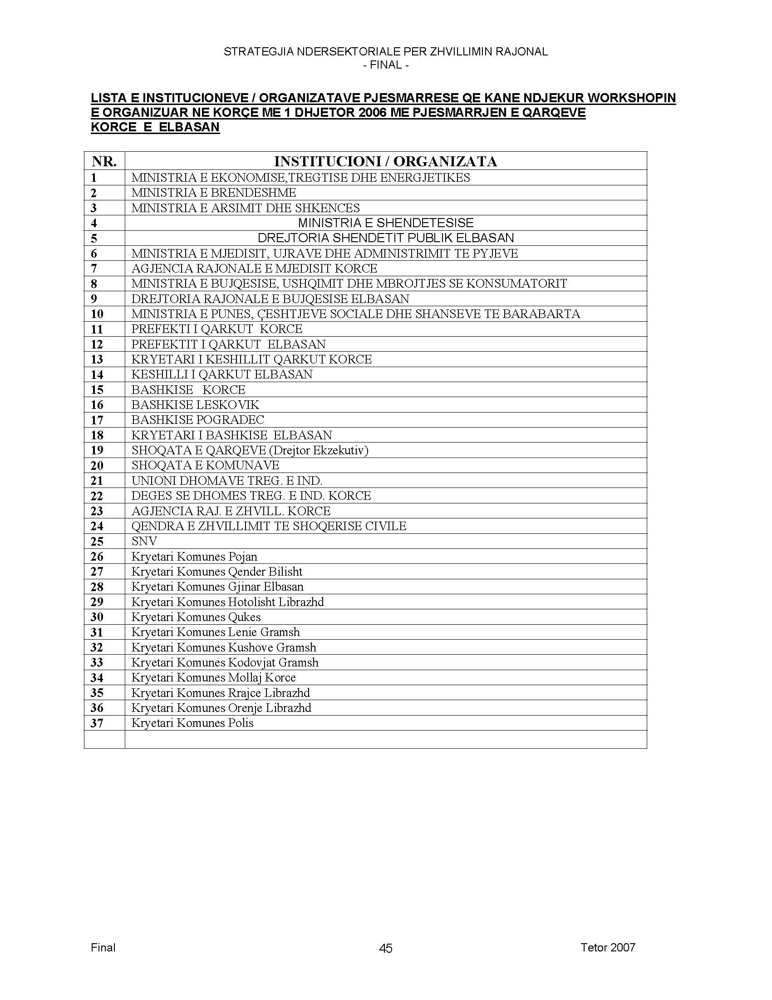 STRATEGJIA NDERSEKTORIALE PER ZHVILLIMIN RAJONAL
- FINAL -
LISTA E INSTITUCIONEVE / ORGANIZATAVE PJESMARRESE QE KANE NDJEKUR WORKSHOPIN
E ORGANIZUAR NE KORÇE ME 1 DHJETOR 2006 ME PJESMARRJEN E QARQEVE
KORCE E ELBASAN
NR. INSTITUCIONI / ORGANIZATA
1 MINISTRIA E EKONOMISE,TREGTISE DHE ENERGJETIKES
2 MINISTRIA E BRENDESHME
3 MINISTRIA E ARSIMIT DHE SHKENCES
4 MINISTRIA E SHENDETESISE
5 DREJTORIA SHENDETIT PUBLIK ELBASAN
6 MINISTRIA E MJEDISIT, UJRAVE DHE ADMINISTRIMIT TE PYJEVE
7 AGJENCIA RAJONALE E MJEDISIT KORCE
8 MINISTRIA E BUJQESISE, USHQIMIT DHE MBROJTJES SE KONSUMATORIT
9 DREJTORIA RAJONALE E BUJQESISE ELBASAN
10 MINISTRIA E PUNES, ÇESHTJEVE SOCIALE DHE SHANSEVE TE BARABARTA
11 PREFEKTI I QARKUT KORCE
12 PREFEKTIT I QARKUT ELBASAN
13 KRYETARI I KESHILLIT QARKUT KORCE
14 KESHILLI I QARKUT ELBASAN
15 BASHKISE KORCE
16 BASHKISE LESKOVIK
17 BASHKISE POGRADEC
18 KRYETARI I BASHKISE ELBASAN
19 SHOQATA E QARQEVE (Drejtor Ekzekutiv)
20 SHOQATA E KOMUNAVE
21 UNIONI DHOMAVE TREG. E IND.
22 DEGES SE DHOMES TREG. E IND. KORCE
23 AGJENCIA RAJ. E ZHVILL. KORCE
24 QENDRA E ZHVILLIMIT TE SHOQERISE CIVILE
25 SNV
26 Kryetari Komunes Pojan
27 Kryetari Komunes Qender Bilisht
28 Kryetari Komunes Gjinar Elbasan
29 Kryetari Komunes Hotolisht Librazhd
30 Kryetari Komunes Qukes
31 Kryetari Komunes Lenie Gramsh
32 Kryetari Komunes Kushove Gramsh
33 Kryetari Komunes Kodovjat Gramsh
34 Kryetari Komunes Mollaj Korce
35 Kryetari Komunes Rrajce Librazhd
36 Kryetari Komunes Orenje Librazhd
37 Kryetari Komunes Polis
Final 45 Tetor 2007